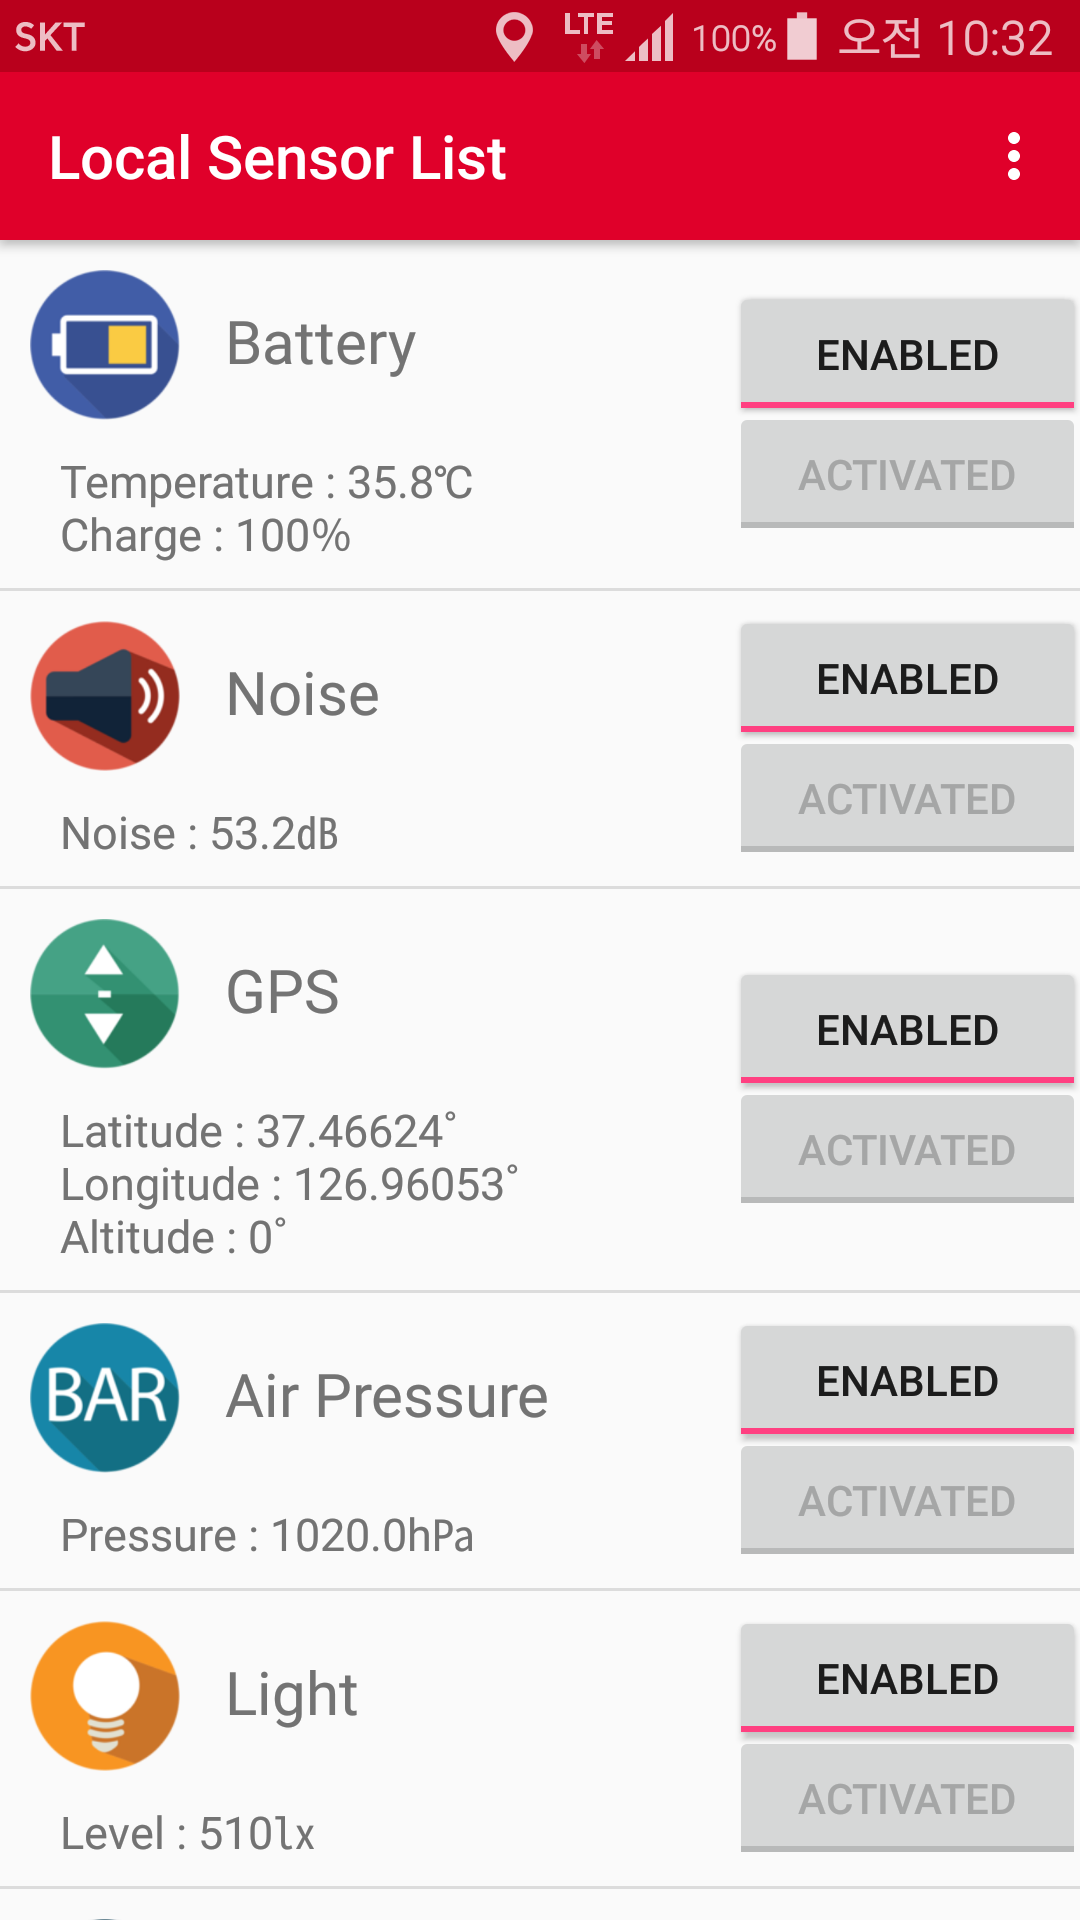 SKT LTE 100% 오전 10:32
Local Sensor List
Battery
ENABLED
ACTIVATED
Temperature : 35.8℃
Charge : 100%
Noise
ENABLED
ACTIVATED
Noise : 53.2dB
GPS
ENABLED
ACTIVATED
Latitude : 37.46624˚
Longitude : 126.96053˚
Altitude : 0˚
BAR
Air Pressure
ENABLED
ACTIVATED
Pressure : 1020.0hPa
Light
ENABLED
ACTIVATED
Level : 510lx